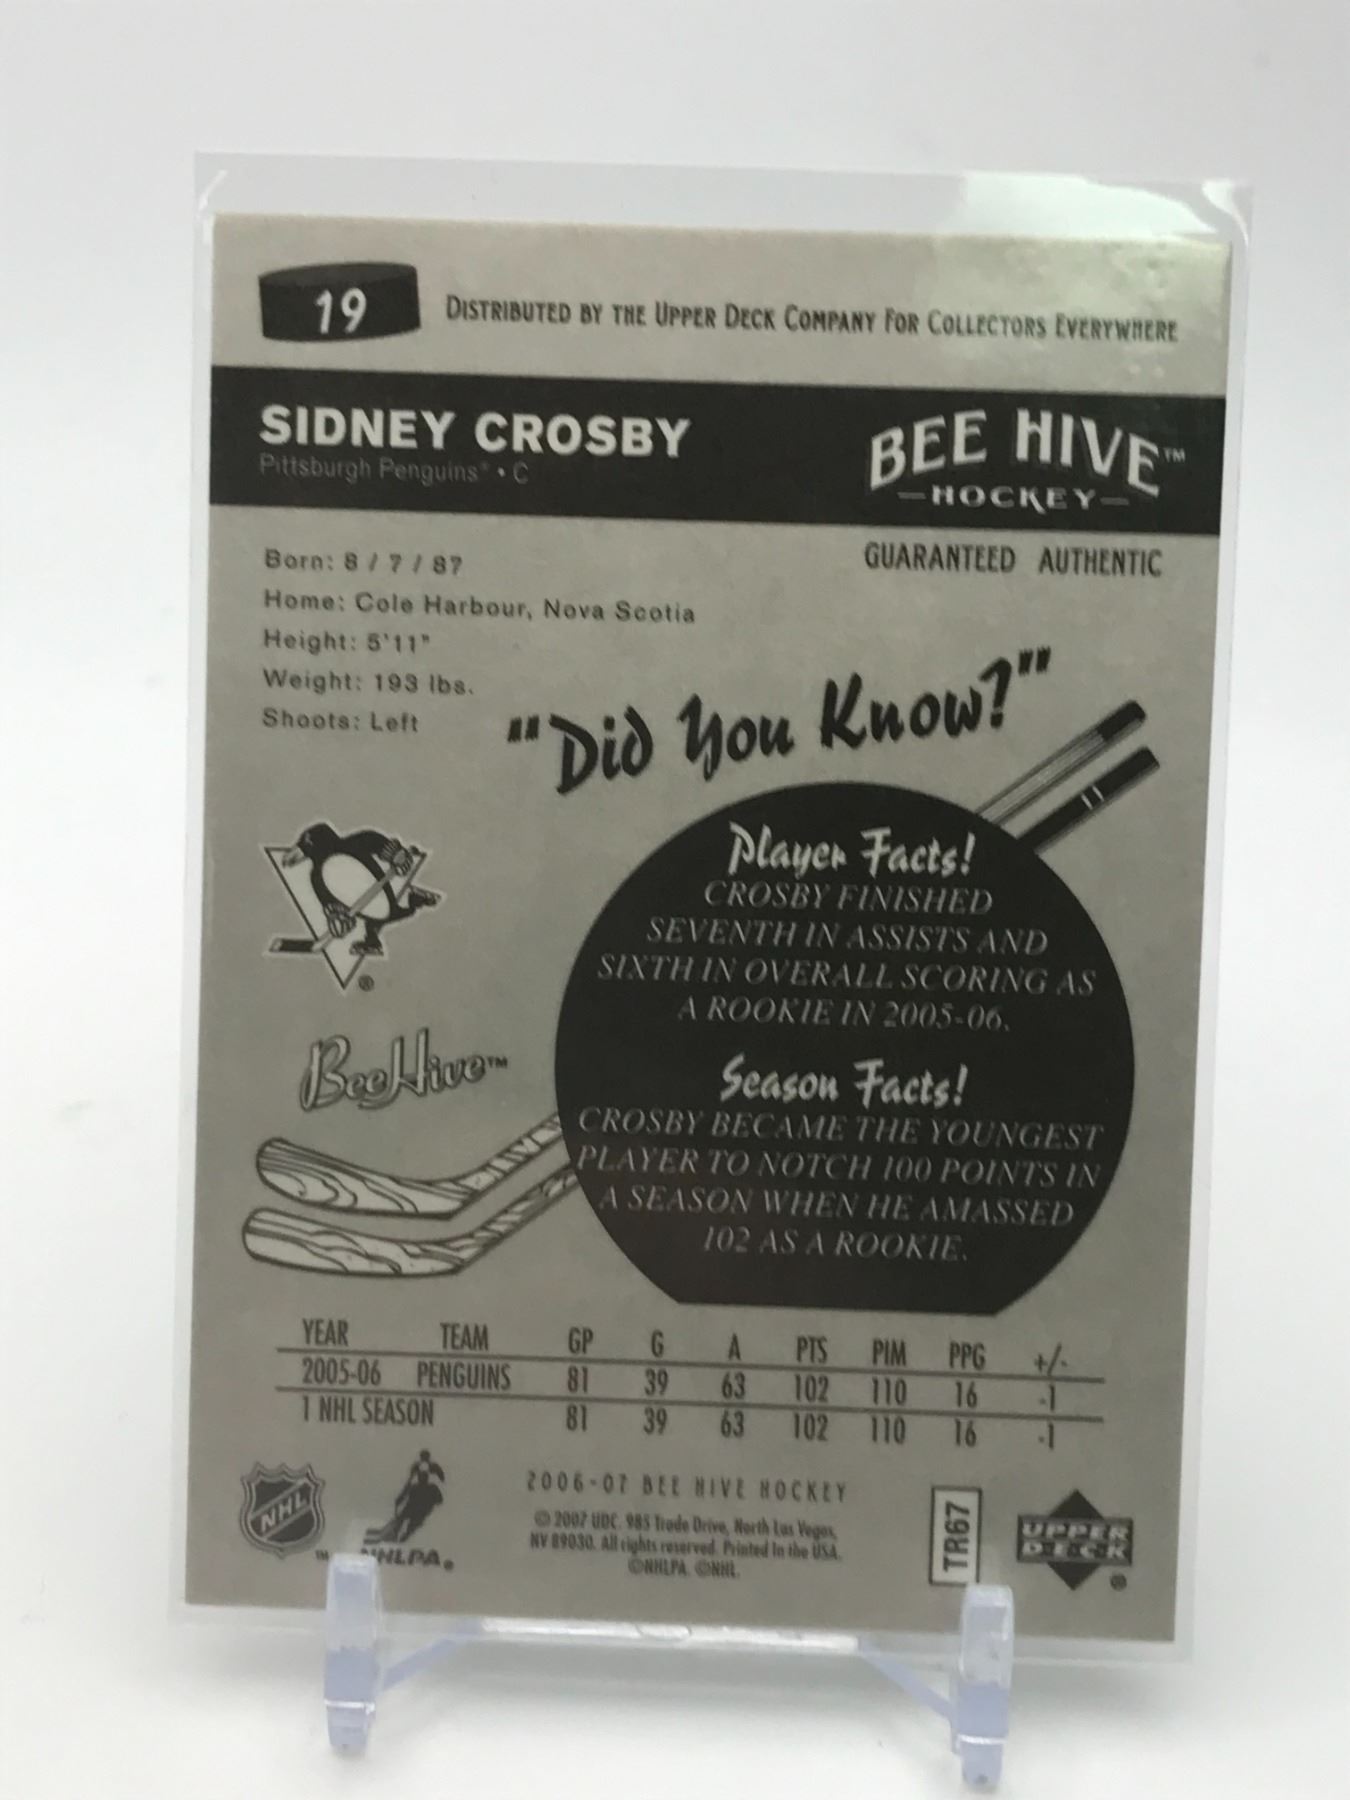 19
DISTRIBUTED BY THE UPPER DECK COMPANY FOR COLLECTORS EVERYWHERE
SIDNEY CROSBY
Pittsburgh Penguins® • C
BEE HIVE™
HOCKEY
GUARANTEED AUTHENTIC
Born: 8 / 7 / 87
Home: Cole Harbour, Nova Scotia
Height: 5'11"
Weight: 193 lbs.
Shoots: Left
"Did You Know?"
Player Facts!
CROSBY FINISHED
SEVENTH IN ASSISTS AND
SIXTH IN OVERALL SCORING AS
A ROOKIE IN 2005-06.
Season Facts!
CROSBY BECAME THE YOUNGEST
PLAYER TO NOTCH 100 POINTS IN
A SEASON WHEN HE AMASSED
102 AS A ROOKIE.
®
BeeHive™
YEAR TEAM GP G A PTS PIM PPG +/-
2005-06 PENGUINS 81 39 63 102 110 16 -1
1 NHL SEASON 81 39 63 102 110 16 -1
NHL
™
NHLPA®
2006-07 BEE HIVE HOCKEY
© 2007 UDC. 985 Trade Drive, North Las Vegas,
NV 89030. All rights reserved. Printed in the USA.
©NHLPA. ©NHL.
TR67
UPPER
DECK®